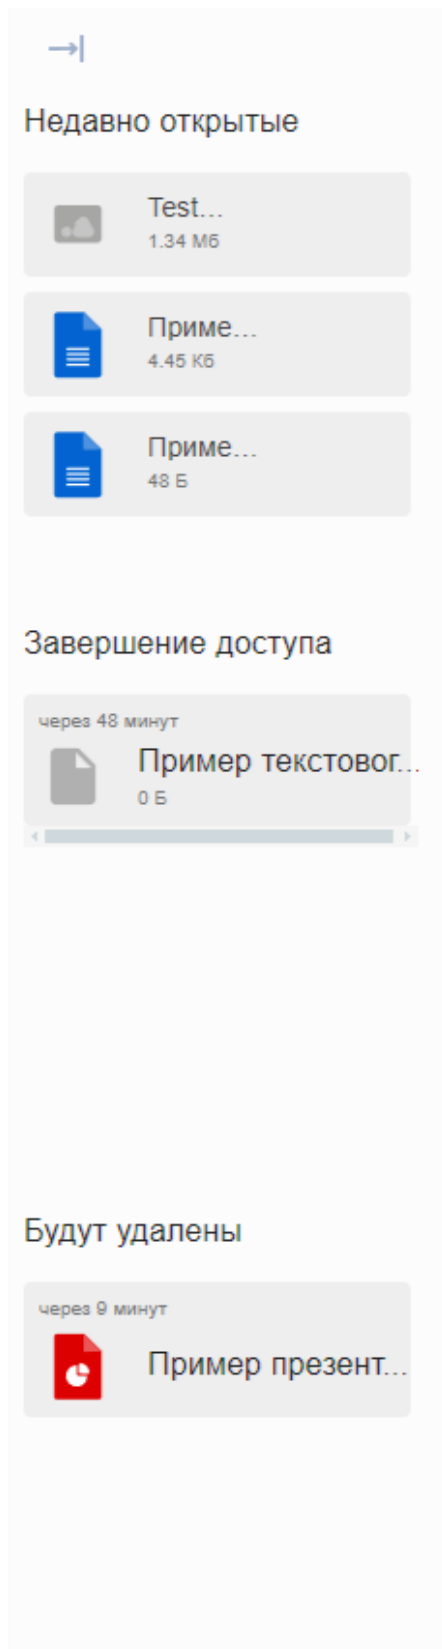 Недавно открытые
Test...
1.34 Мб
Приме...
4.45 Кб
Приме...
48 Б
Завершение доступа
через 48 минут
Пример текстовог...
0 Б
Будут удалены
через 9 минут
Пример презент...